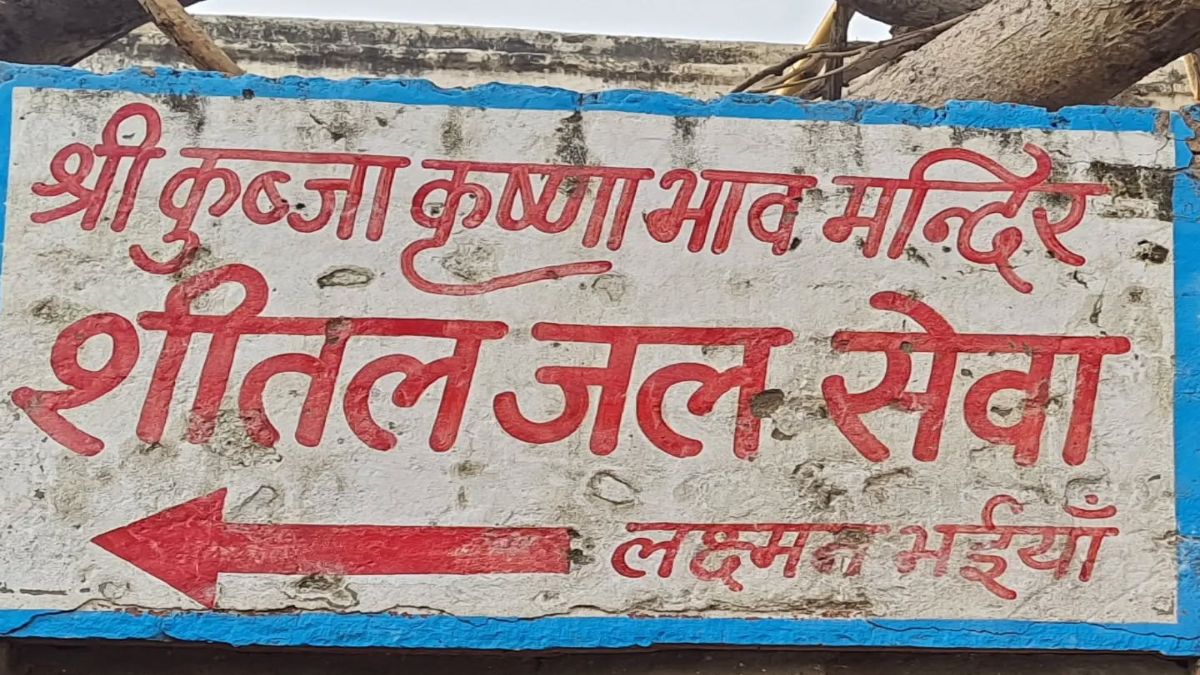 श्री कुब्जा कृष्णा भाव मन्दिर
शीतल जल सेवा
लक्ष्मन भईयाँ